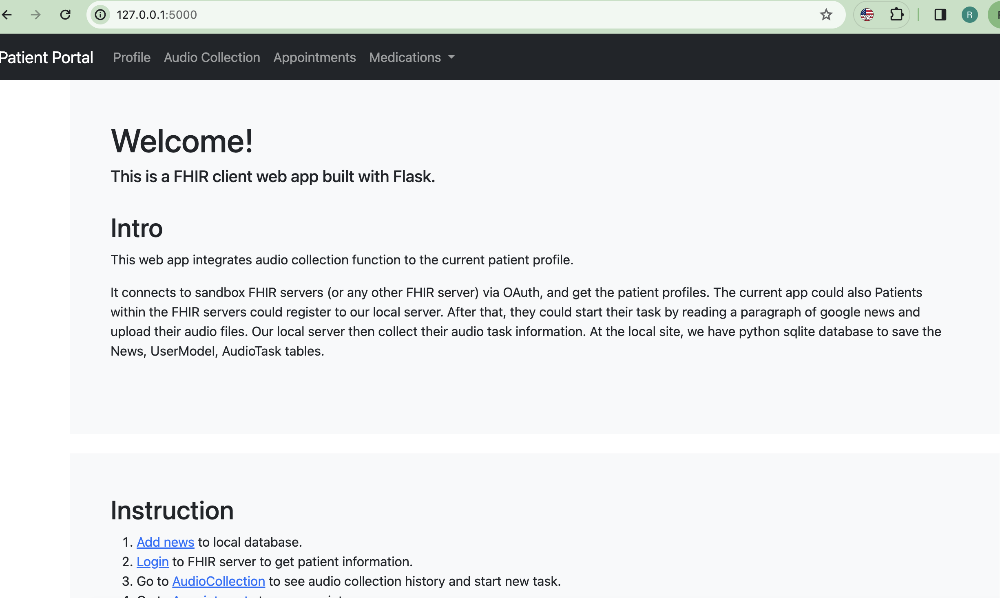 127.0.0.1:5000
R
Patient Portal Profile Audio Collection Appointments Medications
Welcome!
This is a FHIR client web app built with Flask.
Intro
This web app integrates audio collection function to the current patient profile.
It connects to sandbox FHIR servers (or any other FHIR server) via OAuth, and get the patient profiles. The current app could also Patients
within the FHIR servers could register to our local server. After that, they could start their task by reading a paragraph of google news and
upload their audio files. Our local server then collect their audio task information. At the local site, we have python sqlite database to save the
News, UserModel, AudioTask tables.
Instruction
1. Add news to local database.
2. Login to FHIR server to get patient information.
3. Go to AudioCollection to see audio collection history and start new task.